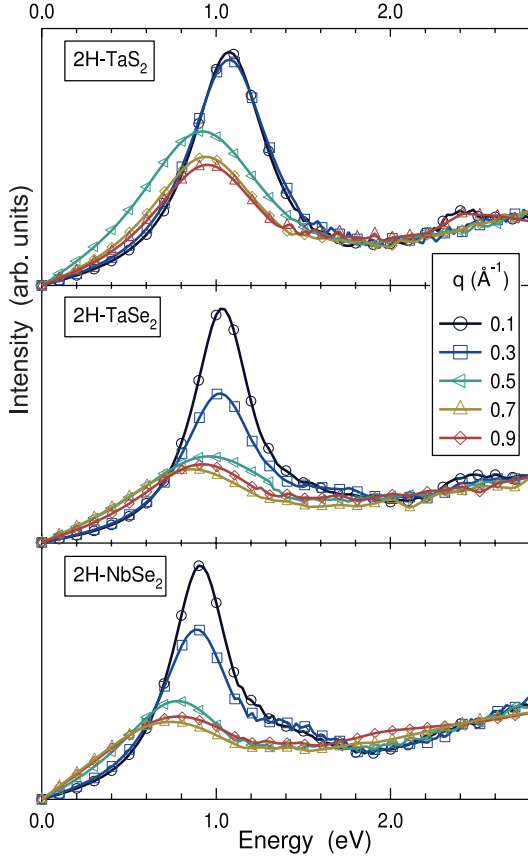 0.0 1.0 2.0
2H-TaS₂
Intensity (arb. units)
q (Å⁻¹)
0.1
0.3
0.5
0.7
0.9
2H-TaSe₂
2H-NbSe₂
0.0 1.0 2.0
Energy (eV)